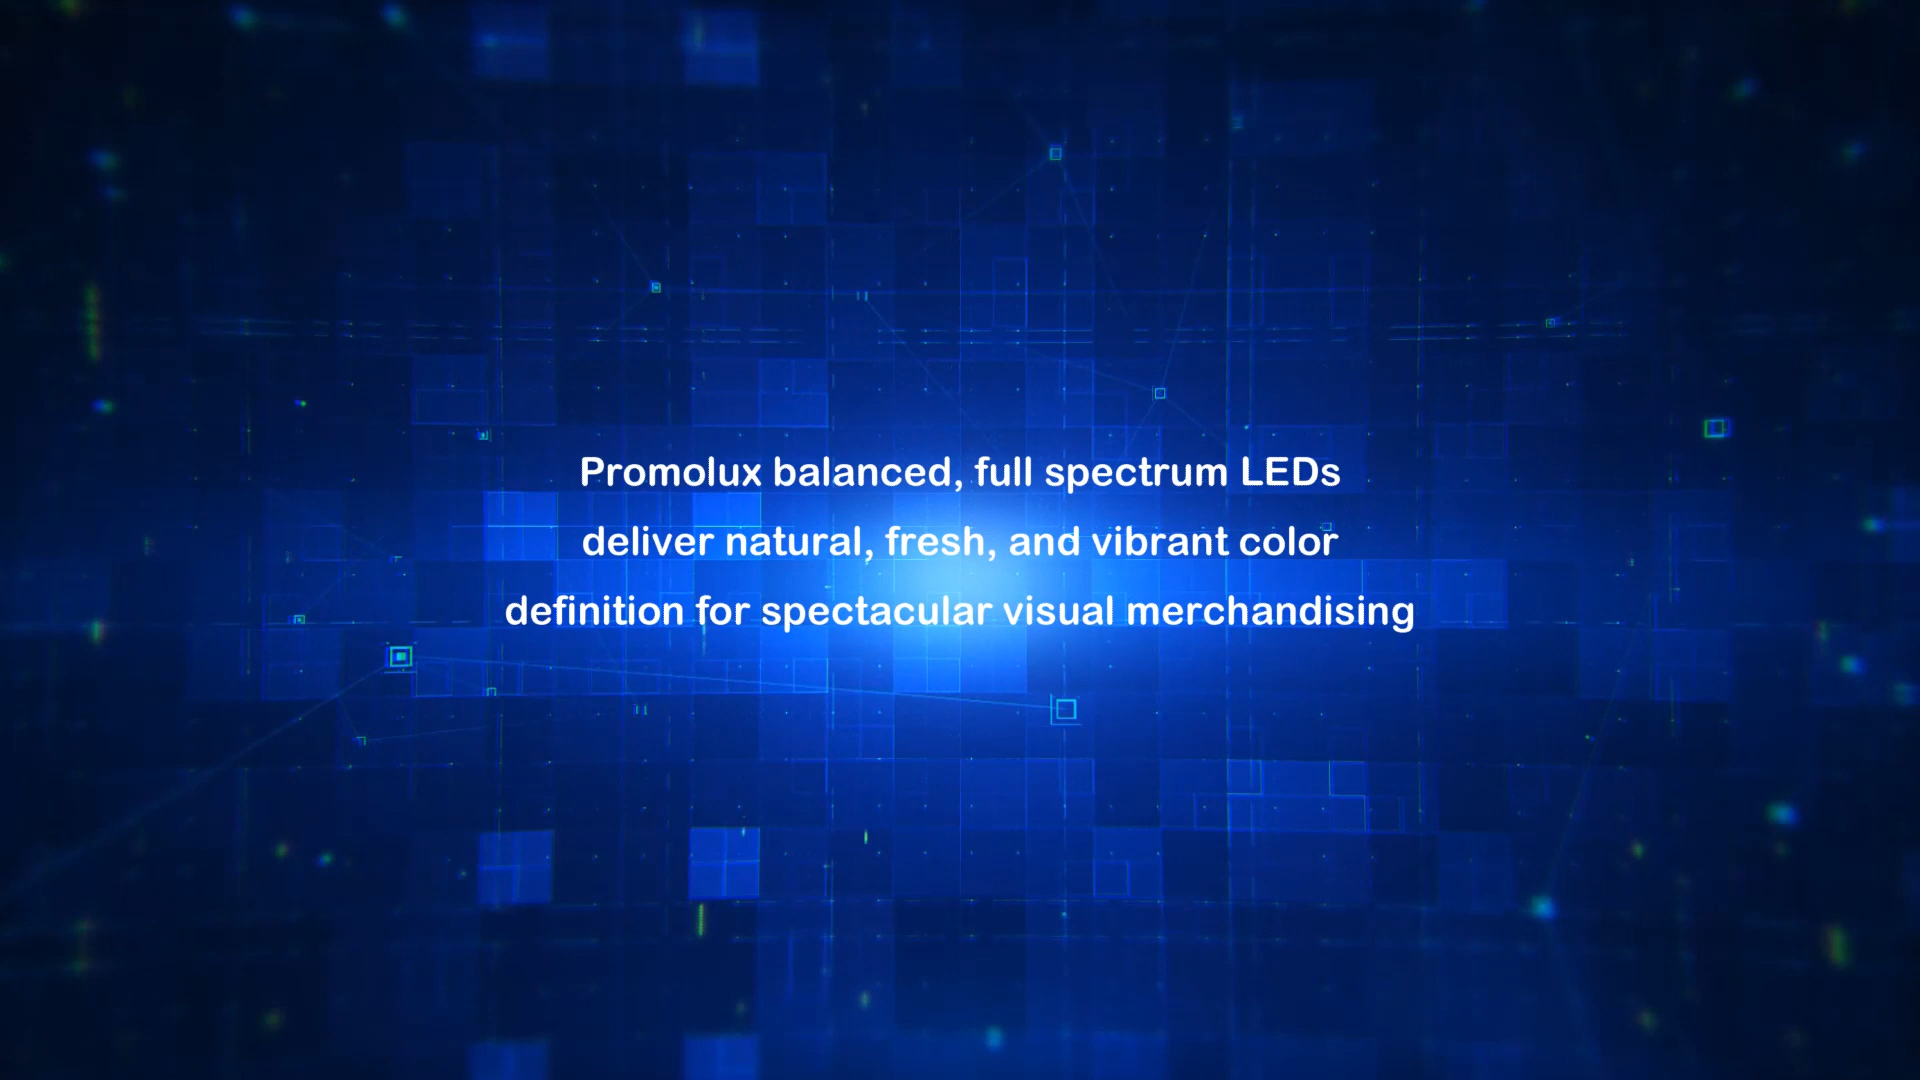 Promolux balanced, full spectrum LEDs
deliver natural, fresh, and vibrant color
definition for spectacular visual merchandising